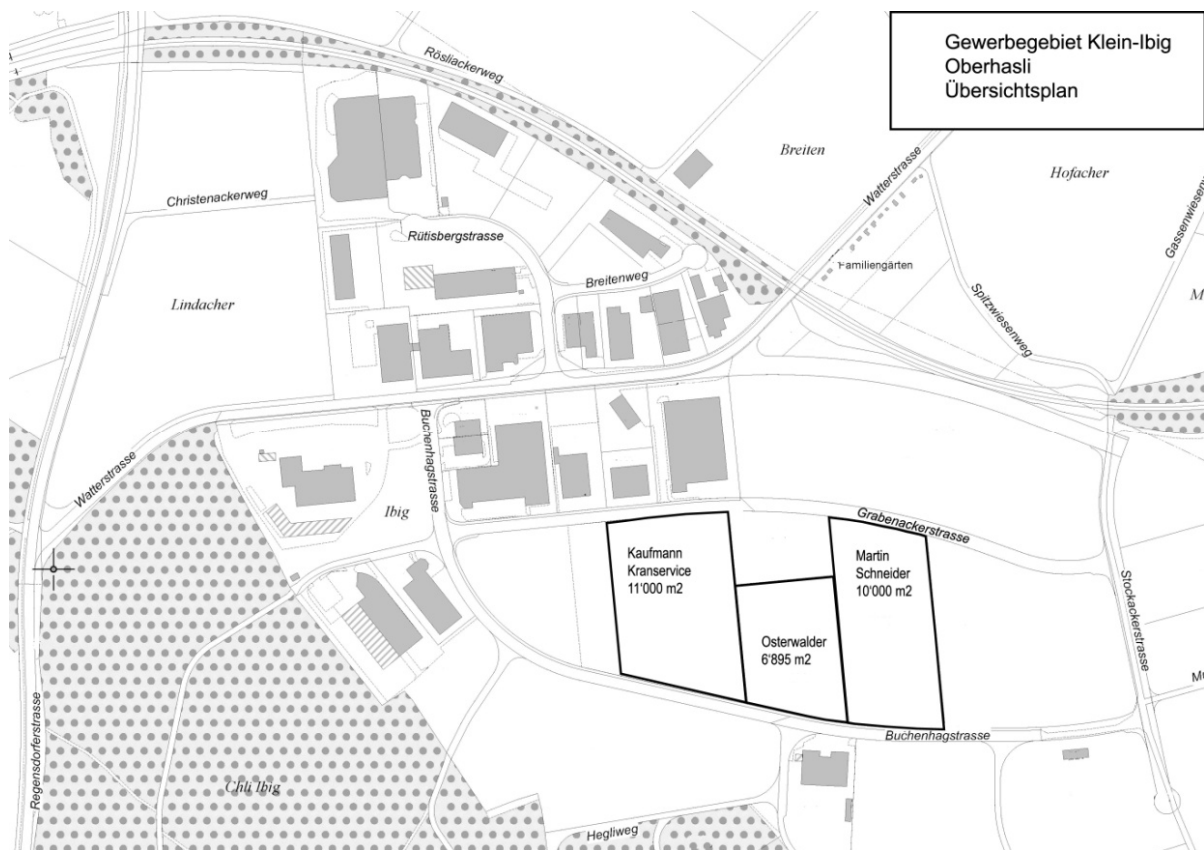 Gewerbegebiet Klein-Ibig
Oberhasli
Übersichtsplan
Rösliackerweg
Breiten
Hofacher
Watterstrasse
Gassenwiesen
Christenackerweg
Rütisbergstrasse
Familiengärten
Breitenweg
Lindacher
Spitzwiesenweg
M
Buchenhagstrasse
Watterstrasse
Ibig
Grabenackerstrasse
Kaufmann
Kranservice
11'000 m2
Martin
Schneider
10'000 m2
Osterwalder
6'895 m2
Stockackerstrasse
Regensdorferstrasse
Buchenhagstrasse
Chli Ibig
Hegliweg